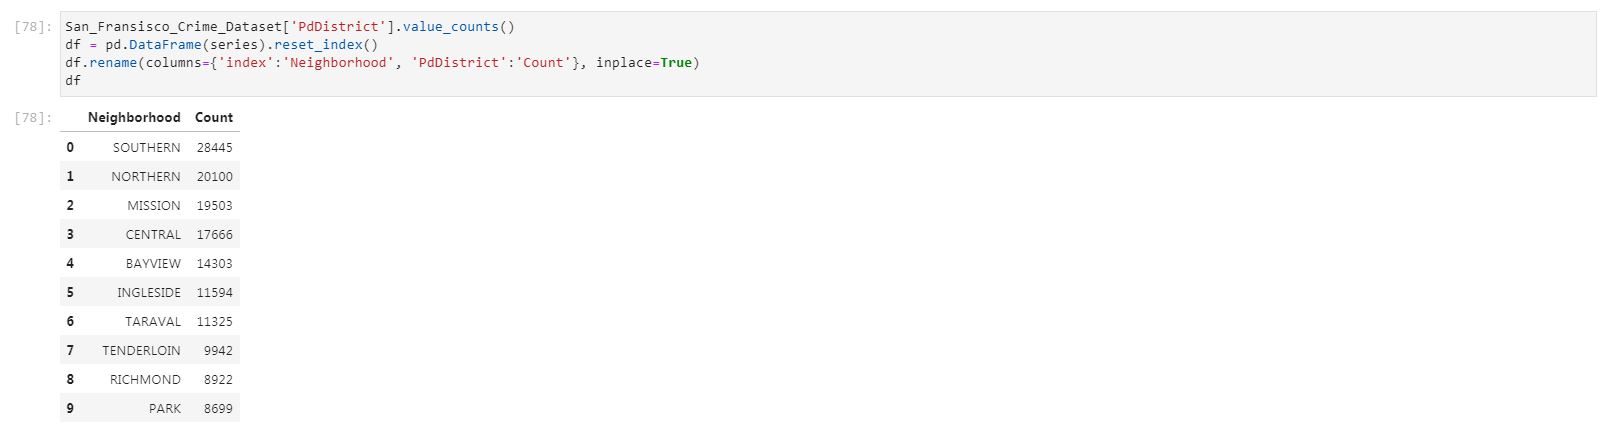 [78]: San_Fransisco_Crime_Dataset['PdDistrict'].value_counts()
df = pd.DataFrame(series).reset_index()
df.rename(columns={'index':'Neighborhood', 'PdDistrict':'Count'}, inplace=True)
df
[78]: Neighborhood Count
0 SOUTHERN 28445
1 NORTHERN 20100
2 MISSION 19503
3 CENTRAL 17666
4 BAYVIEW 14303
5 INGLESIDE 11594
6 TARAVAL 11325
7 TENDERLOIN 9942
8 RICHMOND 8922
9 PARK 8699